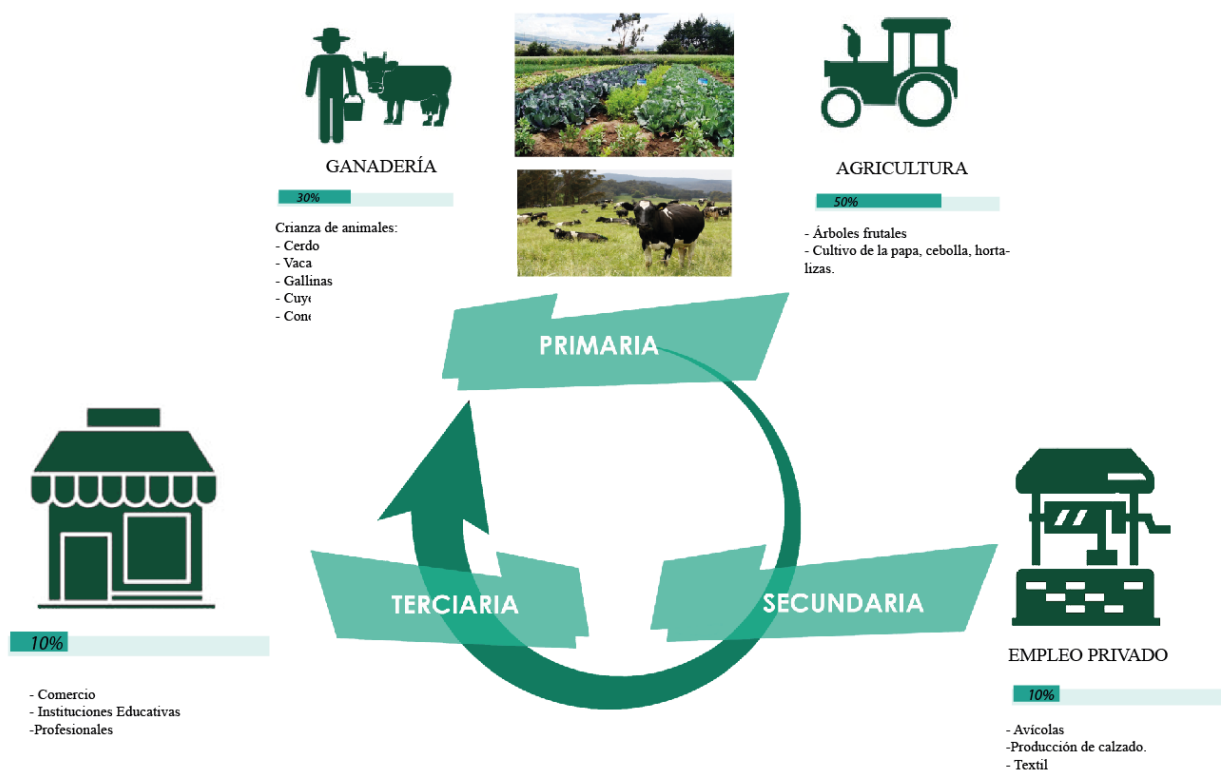 GANADERÍA
30%
Crianza de animales:
- Cerdo
- Vaca
- Gallinas
AGRICULTURA
50%
- Árboles frutales
- Cultivo de la papa, cebolla, horta-
lizas.
PRIMARIA
TERCIARIA
SECUNDARIA
10%
- Comercio
- Instituciones Educativas
-Profesionales
EMPLEO PRIVADO
10%
- Avícolas
-Producción de calzado.
- Textil